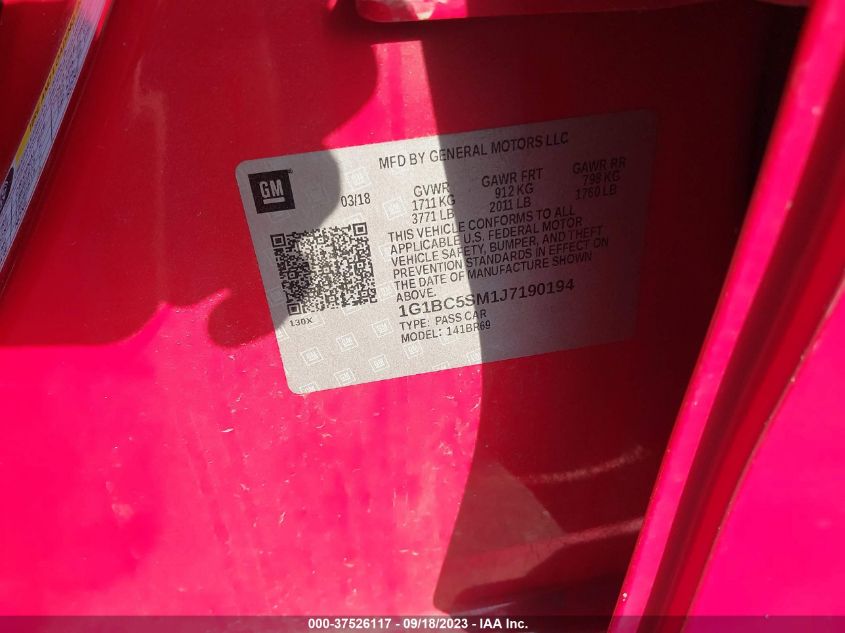 MFD BY GENERAL MOTORS LLC
GM
03/18
GVWR GAWR FRT GAWR RR
1711 KG 912 KG 798 KG
3771 LB 2011 LB 1760 LB
THIS VEHICLE CONFORMS TO ALL
APPLICABLE U.S. FEDERAL MOTOR
VEHICLE SAFETY, BUMPER, AND THEFT
PREVENTION STANDARDS IN EFFECT ON
THE DATE OF MANUFACTURE SHOWN
ABOVE.
1G1BC5SM1J7190194
130X
TYPE: PASS CAR
MODEL: 141BR69
000-37526117 - 09/18/2023 - IAA Inc.